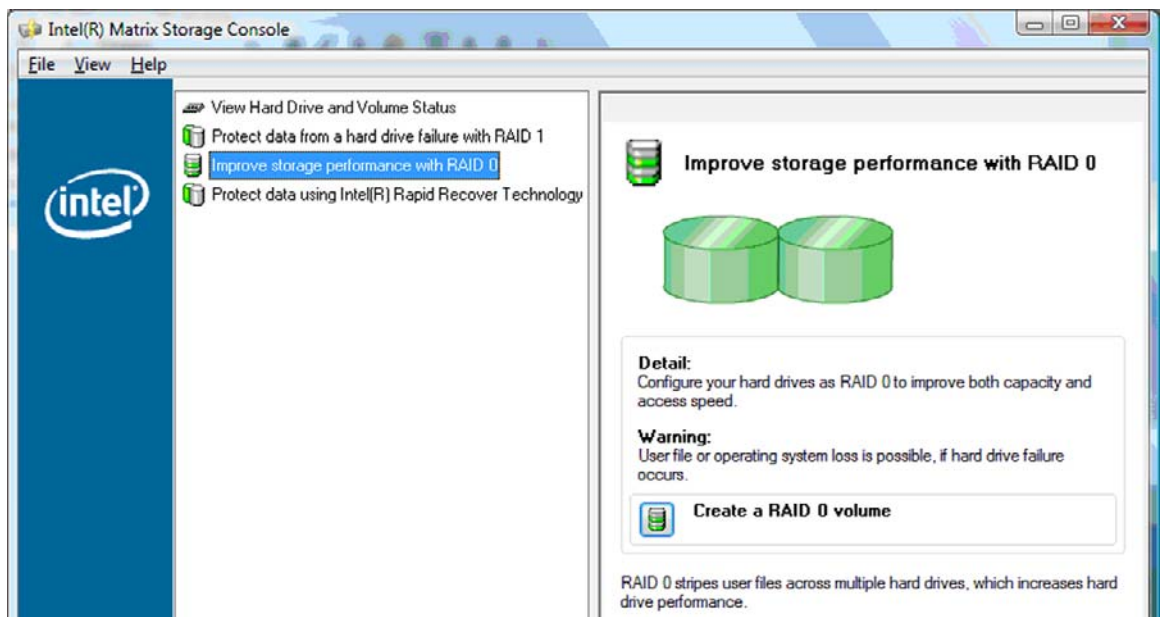 Intel(R) Matrix Storage Console
File View Help
View Hard Drive and Volume Status
Protect data from a hard drive failure with RAID 1
Improve storage performance with RAID 0
Protect data using Intel(R) Rapid Recover Technology
intel
Improve storage performance with RAID 0
Detail:
Configure your hard drives as RAID 0 to improve both capacity and
access speed.
Warning:
User file or operating system loss is possible, if hard drive failure
occurs.
Create a RAID 0 volume
RAID 0 stripes user files across multiple hard drives, which increases hard
drive performance.